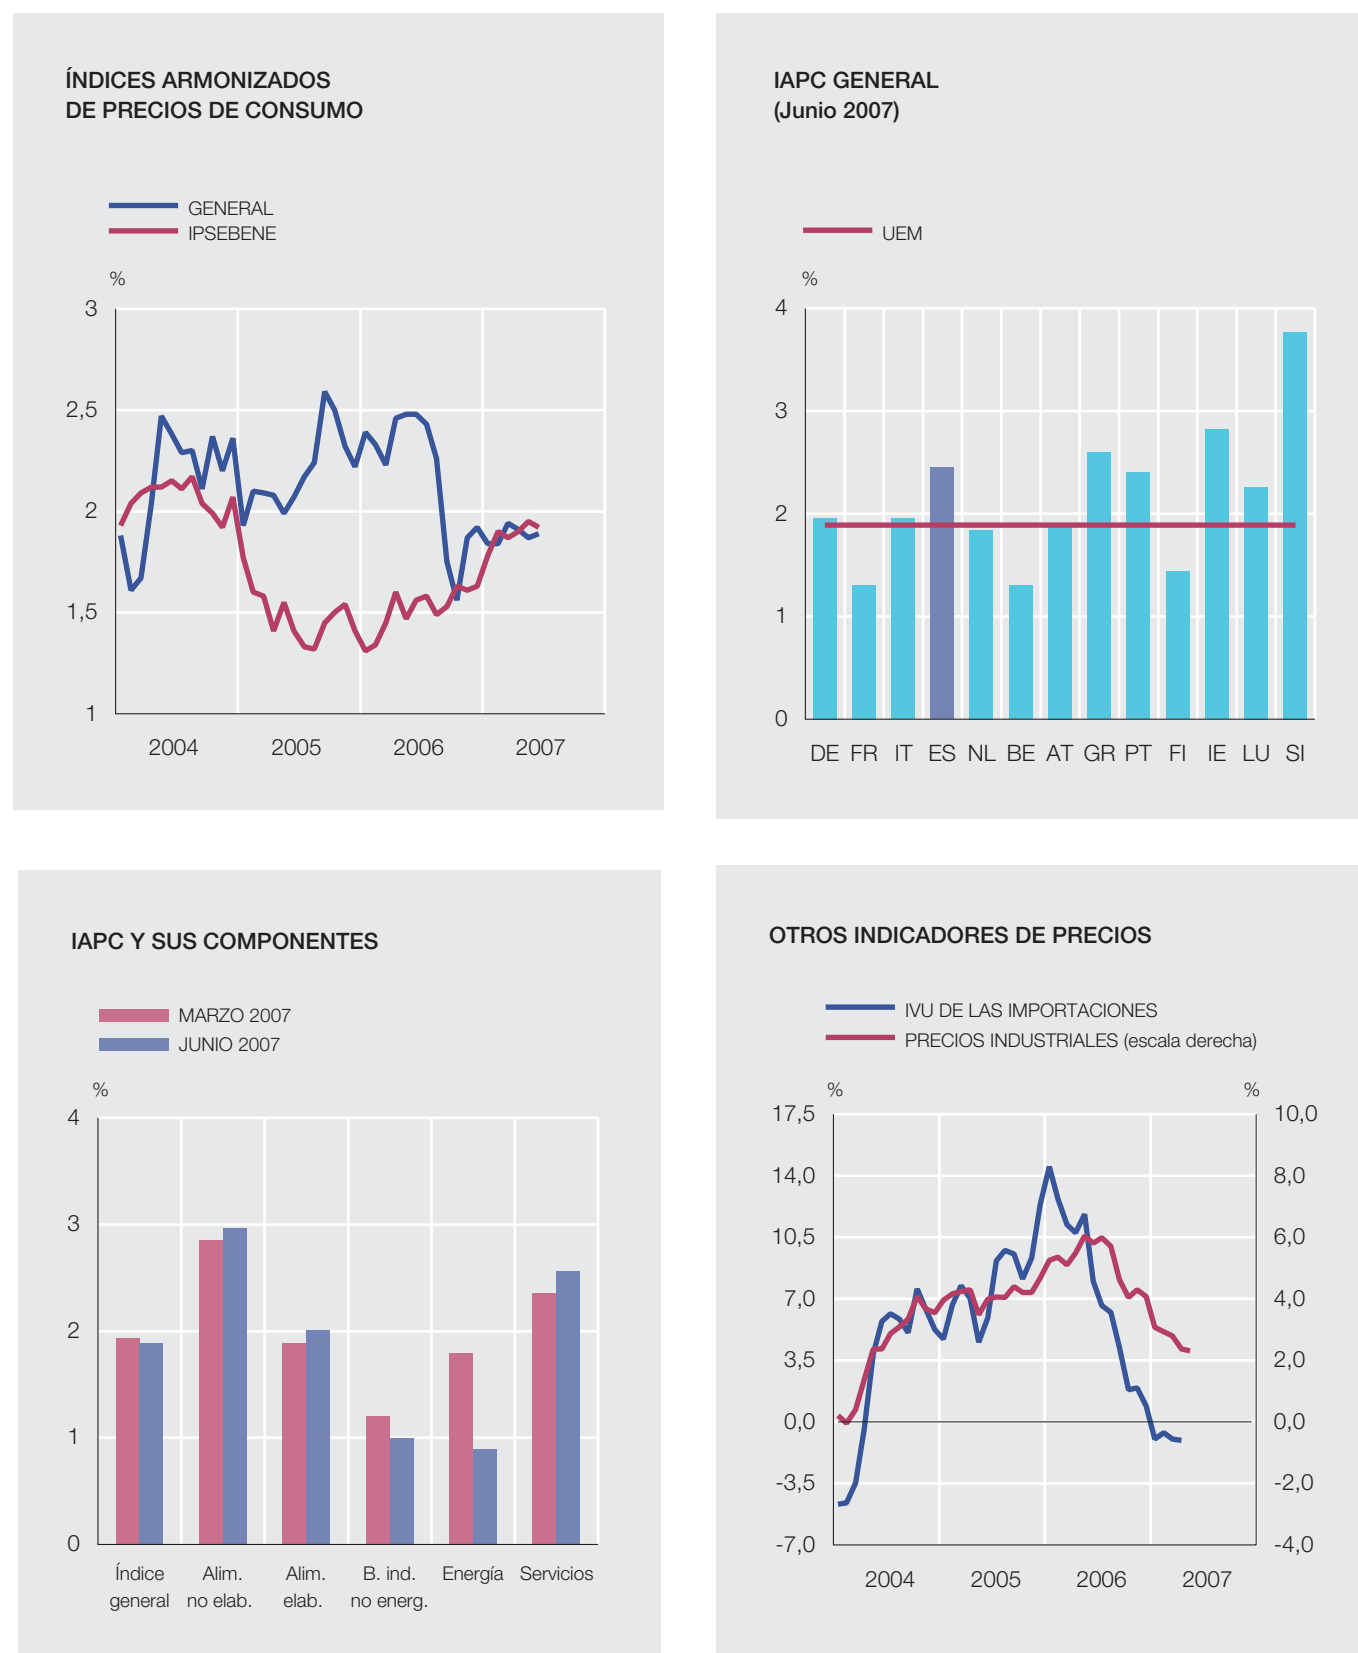 ÍNDICES ARMONIZADOS
DE PRECIOS DE CONSUMO
GENERAL
IPSEBENE
%
3
2,5
2
1,5
1
2004 2005 2006 2007
IAPC GENERAL
(Junio 2007)
UEM
%
4
3
2
1
0
DE FR IT ES NL BE AT GR PT FI IE LU SI
IAPC Y SUS COMPONENTES
MARZO 2007
JUNIO 2007
%
4
3
2
1
0
Índice general
Alim. no elab.
Alim. elab.
B. ind. no energ.
Energía
Servicios
OTROS INDICADORES DE PRECIOS
IVU DE LAS IMPORTACIONES
PRECIOS INDUSTRIALES (escala derecha)
% %
17,5 10,0
14,0 8,0
10,5 6,0
7,0 4,0
3,5 2,0
0,0 0,0
-3,5 -2,0
-7,0 -4,0
2004 2005 2006 2007